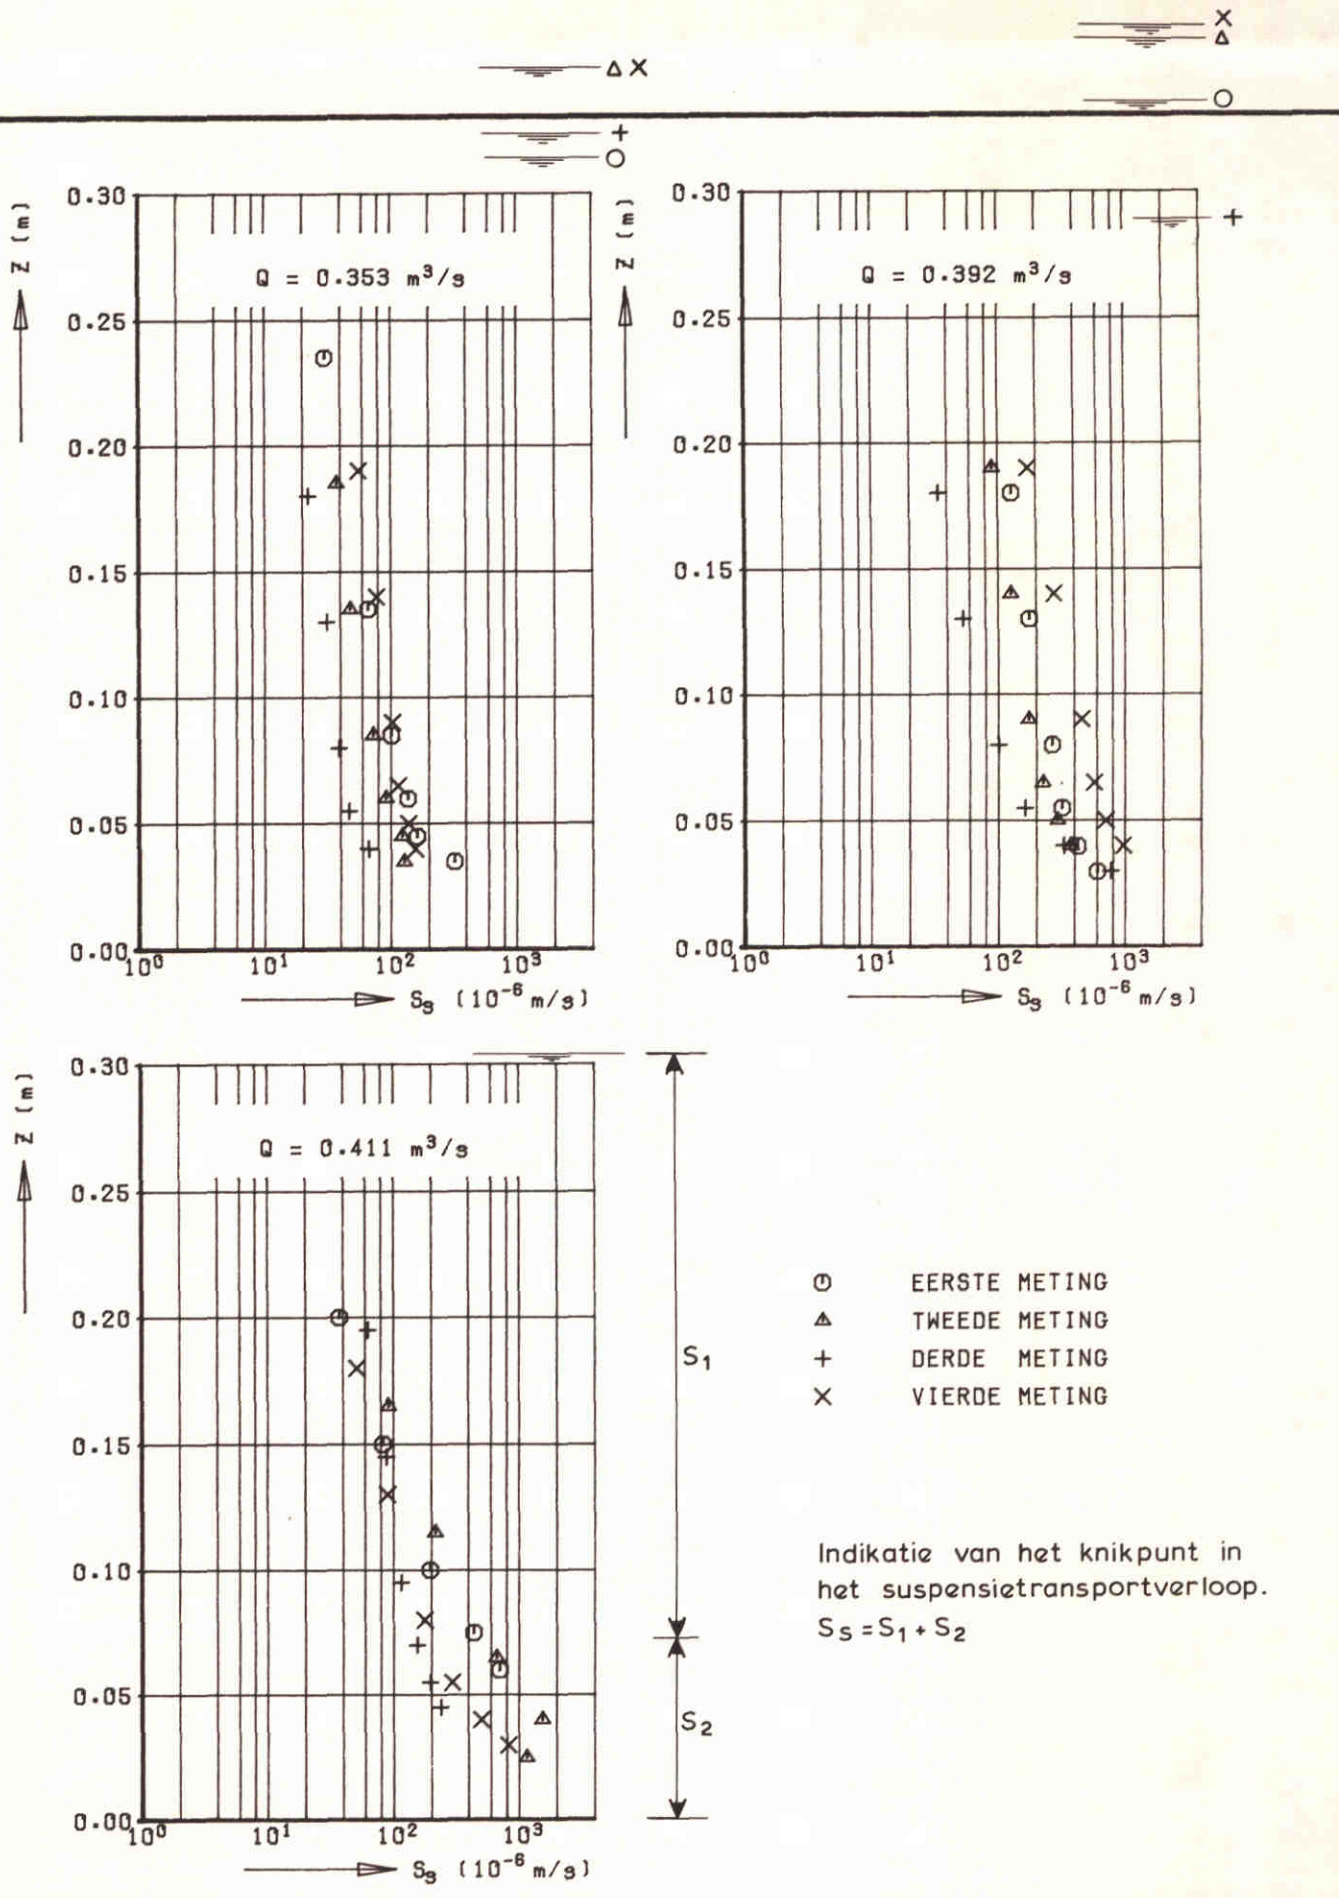 Δ X
X
Δ
O
+
O
Z (m)
0.30
0.25
0.20
0.15
0.10
0.05
0.00
Q = 0.353 m³/s
10⁰ 10¹ 10² 10³
Sₛ (10⁻⁶ m/s)
Z (m)
0.30
0.25
0.20
0.15
0.10
0.05
0.00
+
Q = 0.392 m³/s
10⁰ 10¹ 10² 10³
Sₛ (10⁻⁶ m/s)
Z (m)
0.30
0.25
0.20
0.15
0.10
0.05
0.00
Q = 0.411 m³/s
10⁰ 10¹ 10² 10³
Sₛ (10⁻⁶ m/s)
S₁
S₂
EERSTE METING
TWEEDE METING
DERDE METING
VIERDE METING
Indikatie van het knikpunt in
het suspensietransportverloop.
Sₛ = S₁ + S₂